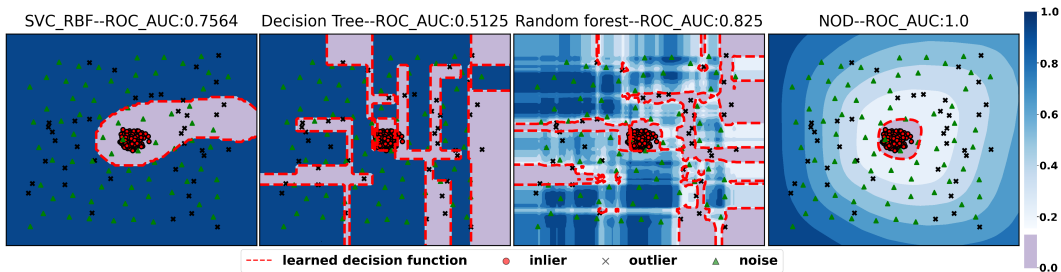 SVC_RBF--ROC_AUC:0.7564
Decision Tree--ROC_AUC:0.5125
Random forest--ROC_AUC:0.825
NOD--ROC_AUC:1.0
1.0
0.8
0.6
0.4
0.2
0.0
learned decision function
inlier
outlier
noise